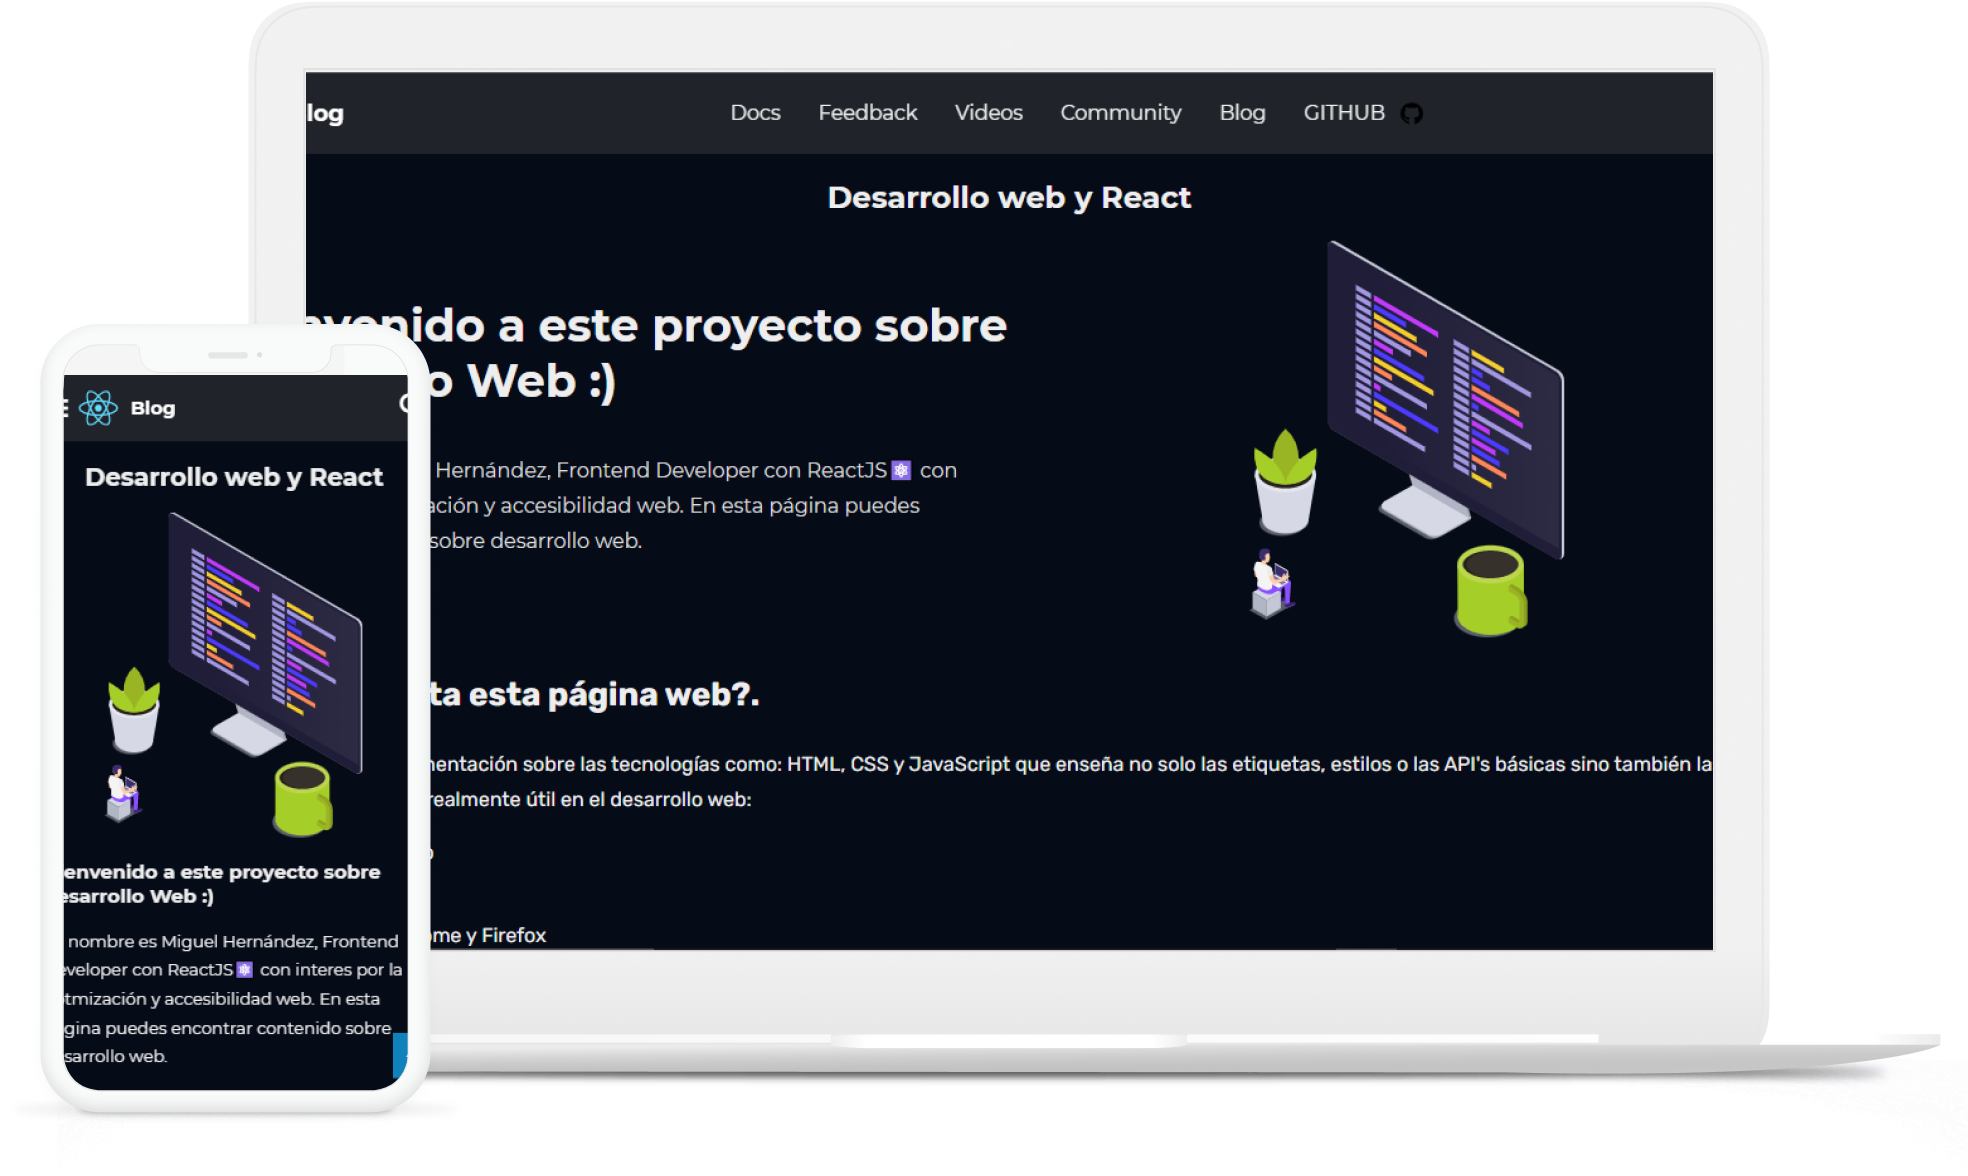 log
Docs Feedback Videos Community Blog GITHUB
Desarrollo web y React
envenido a este proyecto sobre
o Web :)
Hernández, Frontend Developer con ReactJS con
ación y accesibilidad web. En esta página puedes
sobre desarrollo web.
ta esta página web?.
mentación sobre las tecnologías como: HTML, CSS y JavaScript que enseña no solo las etiquetas, estilos o las API's básicas sino también la
realmente útil en el desarrollo web:
ome y Firefox
Blog
Desarrollo web y React
envenido a este proyecto sobre
esarrollo Web :)
nombre es Miguel Hernández, Frontend
eveloper con ReactJS con interes por la
tmización y accesibilidad web. En esta
gina puedes encontrar contenido sobre
sarrollo web.